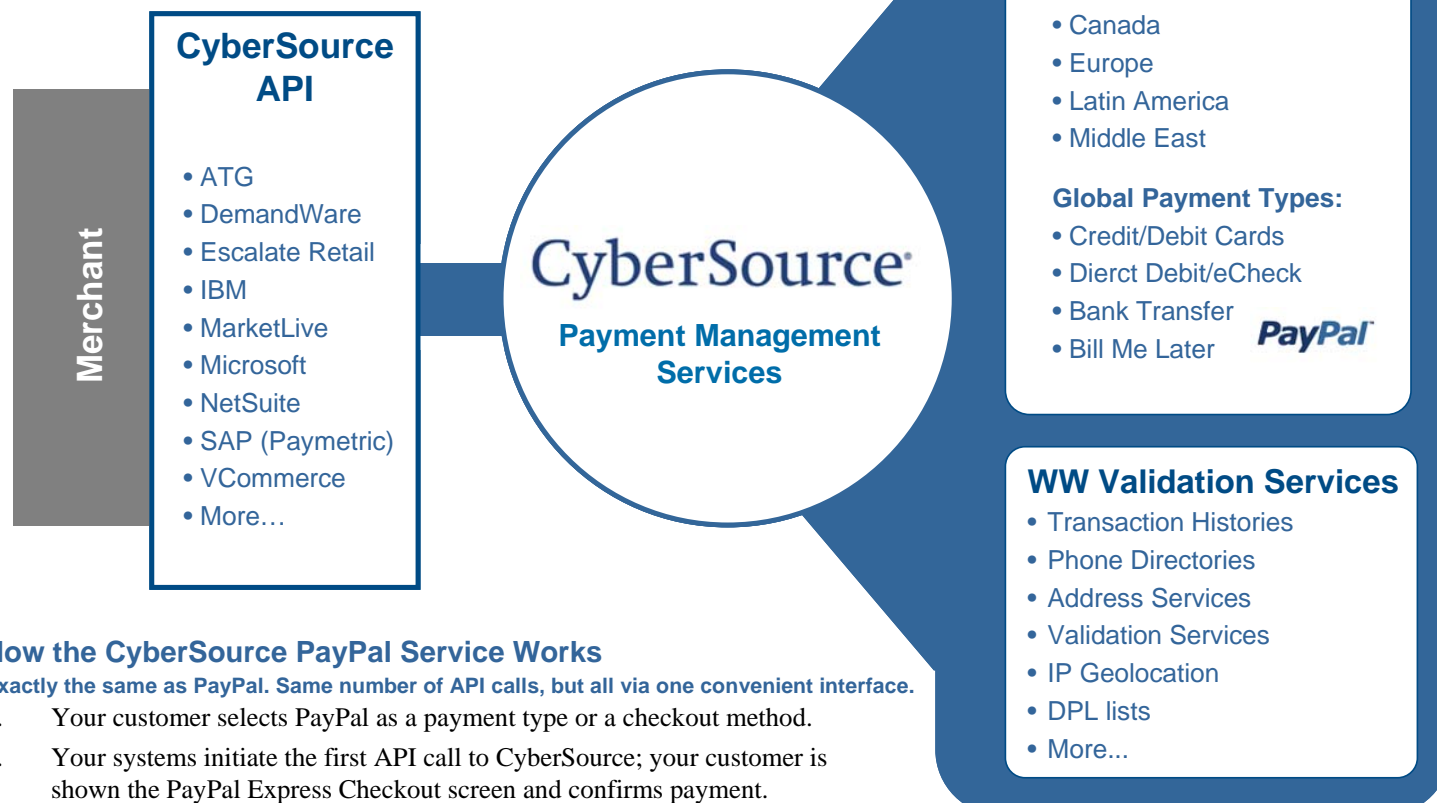 Merchant
CyberSource
API
• ATG
• DemandWare
• Escalate Retail
• IBM
• MarketLive
• Microsoft
• NetSuite
• SAP (Paymetric)
• VCommerce
• More…
CyberSource®
Payment Management
Services
• Canada
• Europe
• Latin America
• Middle East
Global Payment Types:
• Credit/Debit Cards
• Dierct Debit/eCheck
• Bank Transfer
• Bill Me Later
PayPal™
WW Validation Services
• Transaction Histories
• Phone Directories
• Address Services
• Validation Services
• IP Geolocation
• DPL lists
• More...
low the CyberSource PayPal Service Works
xactly the same as PayPal. Same number of API calls, but all via one convenient interface.
. Your customer selects PayPal as a payment type or a checkout method.
. Your systems initiate the first API call to CyberSource; your customer is
shown the PayPal Express Checkout screen and confirms payment.